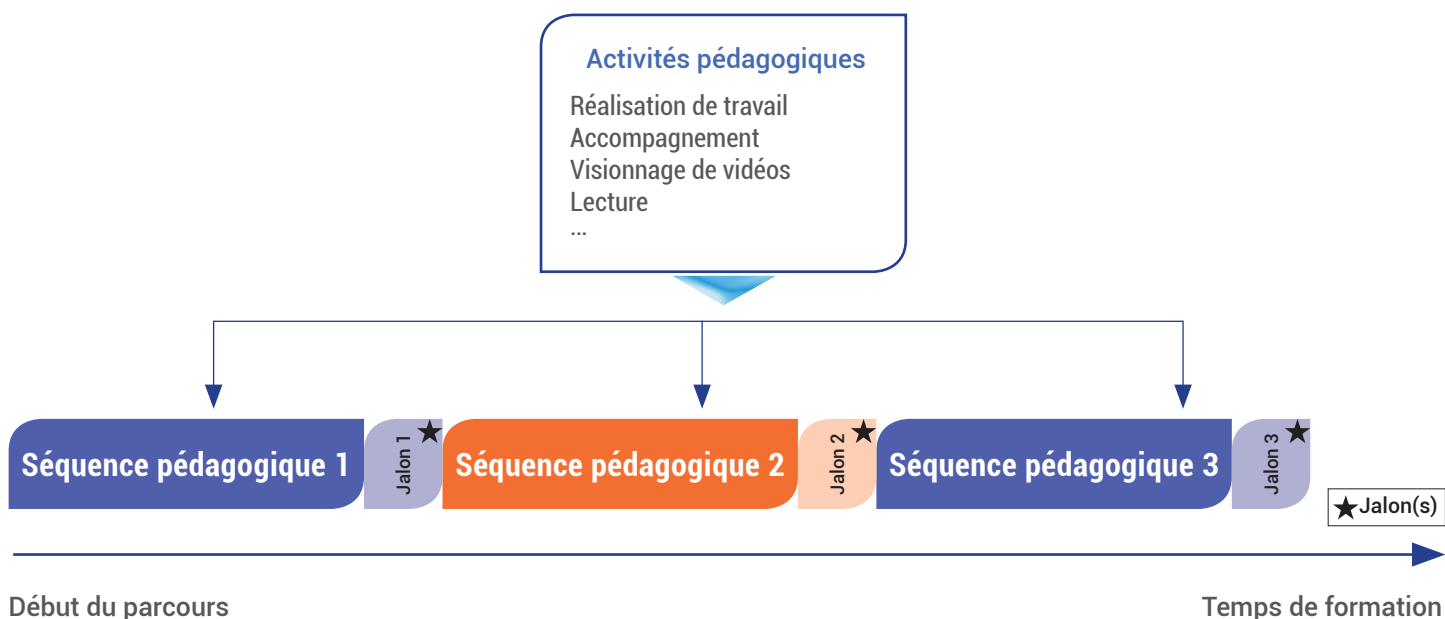 Activités pédagogiques
Réalisation de travail
Accompagnement
Visionnage de vidéos
Lecture
...
Séquence pédagogique 1
Jalon 1
Séquence pédagogique 2
Jalon 2
Séquence pédagogique 3
Jalon 3
Jalon(s)
Début du parcours
Temps de formation